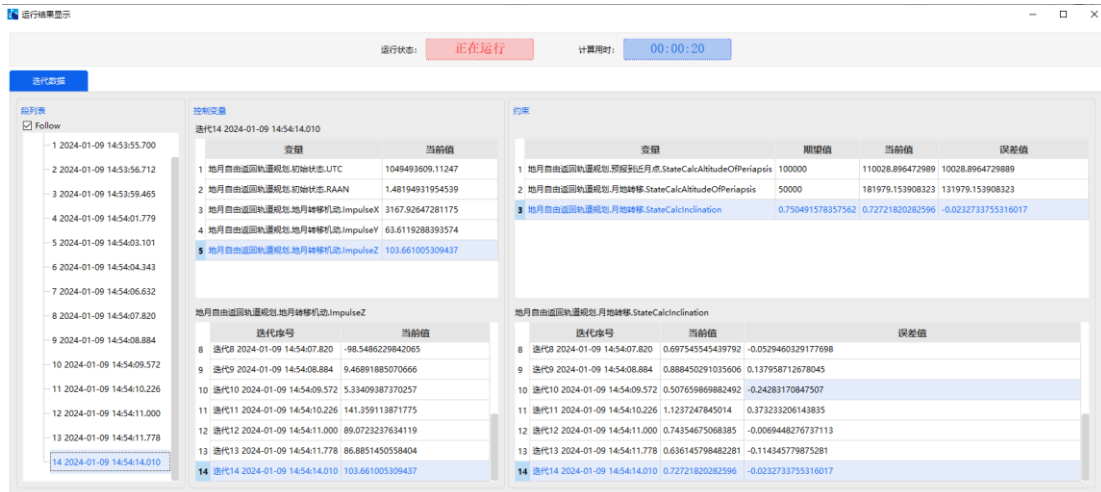 运行结果显示
运行状态： 正在运行 计算用时： 00:00:20
迭代数据
段列表
Follow
1 2024-01-09 14:53:55.700
2 2024-01-09 14:53:56.712
3 2024-01-09 14:53:59.465
4 2024-01-09 14:54:01.779
5 2024-01-09 14:54:03.101
6 2024-01-09 14:54:04.343
7 2024-01-09 14:54:06.632
8 2024-01-09 14:54:07.820
9 2024-01-09 14:54:08.884
10 2024-01-09 14:54:09.572
11 2024-01-09 14:54:10.226
12 2024-01-09 14:54:11.000
13 2024-01-09 14:54:11.778
14 2024-01-09 14:54:14.010
控制变量
迭代14 2024-01-09 14:54:14.010
变量 当前值
1 地月自由返回轨道规划.初始状态.UTC 1049493609.11247
2 地月自由返回轨道规划.初始状态.RAAN 1.48194931954539
3 地月自由返回轨道规划.地月转移机动.ImpulseX 3167.92647281175
4 地月自由返回轨道规划.地月转移机动.ImpulseY 63.6119288393574
5 地月自由返回轨道规划.地月转移机动.ImpulseZ 103.661005309437
地月自由返回轨道规划.地月转移机动.ImpulseZ
迭代序号 当前值
8 迭代8 2024-01-09 14:54:07.820 -98.5486229842065
9 迭代9 2024-01-09 14:54:08.884 9.46891885070666
10 迭代10 2024-01-09 14:54:09.572 5.33409387370257
11 迭代11 2024-01-09 14:54:10.226 141.359113871775
12 迭代12 2024-01-09 14:54:11.000 89.0723237634119
13 迭代13 2024-01-09 14:54:11.778 86.8851450558404
14 迭代14 2024-01-09 14:54:14.010 103.661005309437
约束
变量 期望值 当前值 误差值
1 地月自由返回轨道规划.预报到近月点.StateCalcAltitudeOfPeriapsis 100000 110028.896472989 10028.8964729889
2 地月自由返回轨道规划.月地转移.StateCalcAltitudeOfPeriapsis 50000 181979.153908323 131979.153908323
3 地月自由返回轨道规划.月地转移.StateCalcInclination 0.750491578357562 0.72721820282596 -0.0232733755316017
地月自由返回轨道规划.月地转移.StateCalcInclination
迭代序号 当前值 误差值
8 迭代8 2024-01-09 14:54:07.820 0.697545545439792 -0.0529460329177698
9 迭代9 2024-01-09 14:54:08.884 0.888450291035606 0.137958712678045
10 迭代10 2024-01-09 14:54:09.572 0.507659869882492 -0.24283170847507
11 迭代11 2024-01-09 14:54:10.226 1.1237247845014 0.373233206143835
12 迭代12 2024-01-09 14:54:11.000 0.74354675068385 -0.0069448276737113
13 迭代13 2024-01-09 14:54:11.778 0.636145798482281 -0.114345779875281
14 迭代14 2024-01-09 14:54:14.010 0.72721820282596 -0.0232733755316017